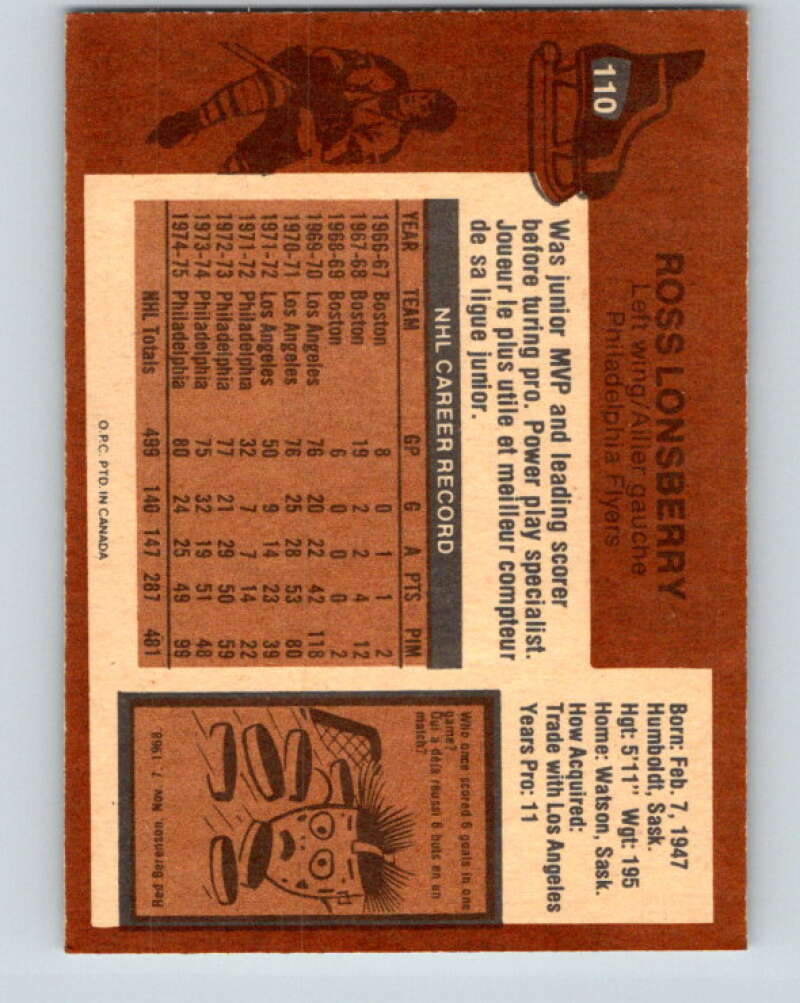 110
ROSS LONSBERRY
Left wing/Ailier gauche
Philadelphia Flyers
Born: Feb. 7, 1947
Humboldt, Sask.
Hgt: 5'11" Wgt: 195
Home: Watson, Sask.
How Acquired:
Trade with Los Angeles
Years Pro: 11
Was junior MVP and leading scorer
before turing pro. Power play specialist.
Joueur le plus utile et meilleur compteur
de sa ligue junior.
NHL CAREER RECORD
YEAR TEAM GP G A PTS PIM
1966-67 Boston 8 0 1 1 2
1967-68 Boston 19 2 2 4 12
1968-69 Boston 6 0 0 0 2
1969-70 Los Angeles 76 20 22 42 118
1970-71 Los Angeles 76 25 28 53 80
1971-72 Los Angeles 50 9 14 23 39
1971-72 Philadelphia 32 7 7 14 22
1972-73 Philadelphia 77 21 29 50 59
1973-74 Philadelphia 75 32 19 51 48
1974-75 Philadelphia 80 24 25 49 99
NHL Totals 499 140 147 287 481
Who once scored 6 goals in one
game?
Qui a déjà réussi 6 buts en un
match?
Red Berenson, Nov. 7, 1968.
O.P.C. PTD. IN CANADA